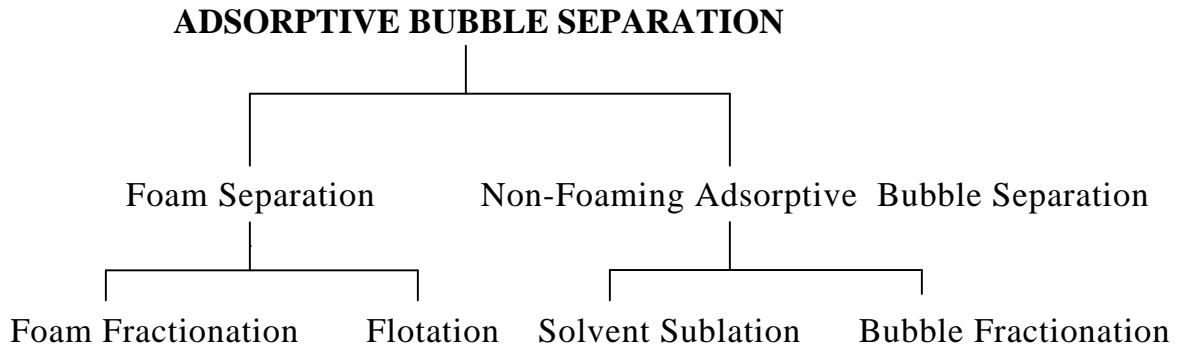 ADSORPTIVE BUBBLE SEPARATION
Foam Separation Non-Foaming Adsorptive Bubble Separation
Foam Fractionation Flotation Solvent Sublation Bubble Fractionation